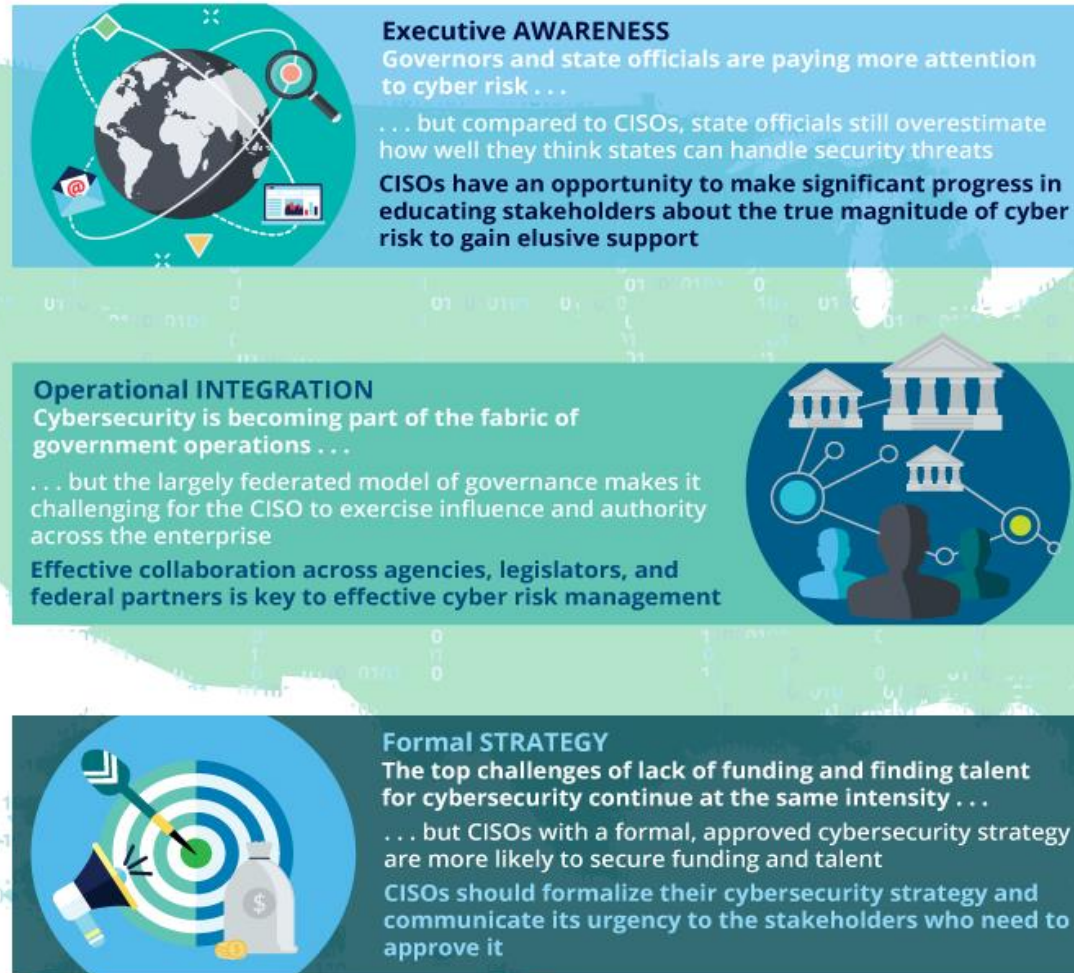 Executive AWARENESS
Governors and state officials are paying more attention
to cyber risk . . .
. . . but compared to CISOs, state officials still overestimate
how well they think states can handle security threats
CISOs have an opportunity to make significant progress in
educating stakeholders about the true magnitude of cyber
risk to gain elusive support
Operational INTEGRATION
Cybersecurity is becoming part of the fabric of
government operations . . .
. . . but the largely federated model of governance makes it
challenging for the CISO to exercise influence and authority
across the enterprise
Effective collaboration across agencies, legislators, and
federal partners is key to effective cyber risk management
Formal STRATEGY
The top challenges of lack of funding and finding talent
for cybersecurity continue at the same intensity . . .
. . . but CISOs with a formal, approved cybersecurity strategy
are more likely to secure funding and talent
CISOs should formalize their cybersecurity strategy and
communicate its urgency to the stakeholders who need to
approve it